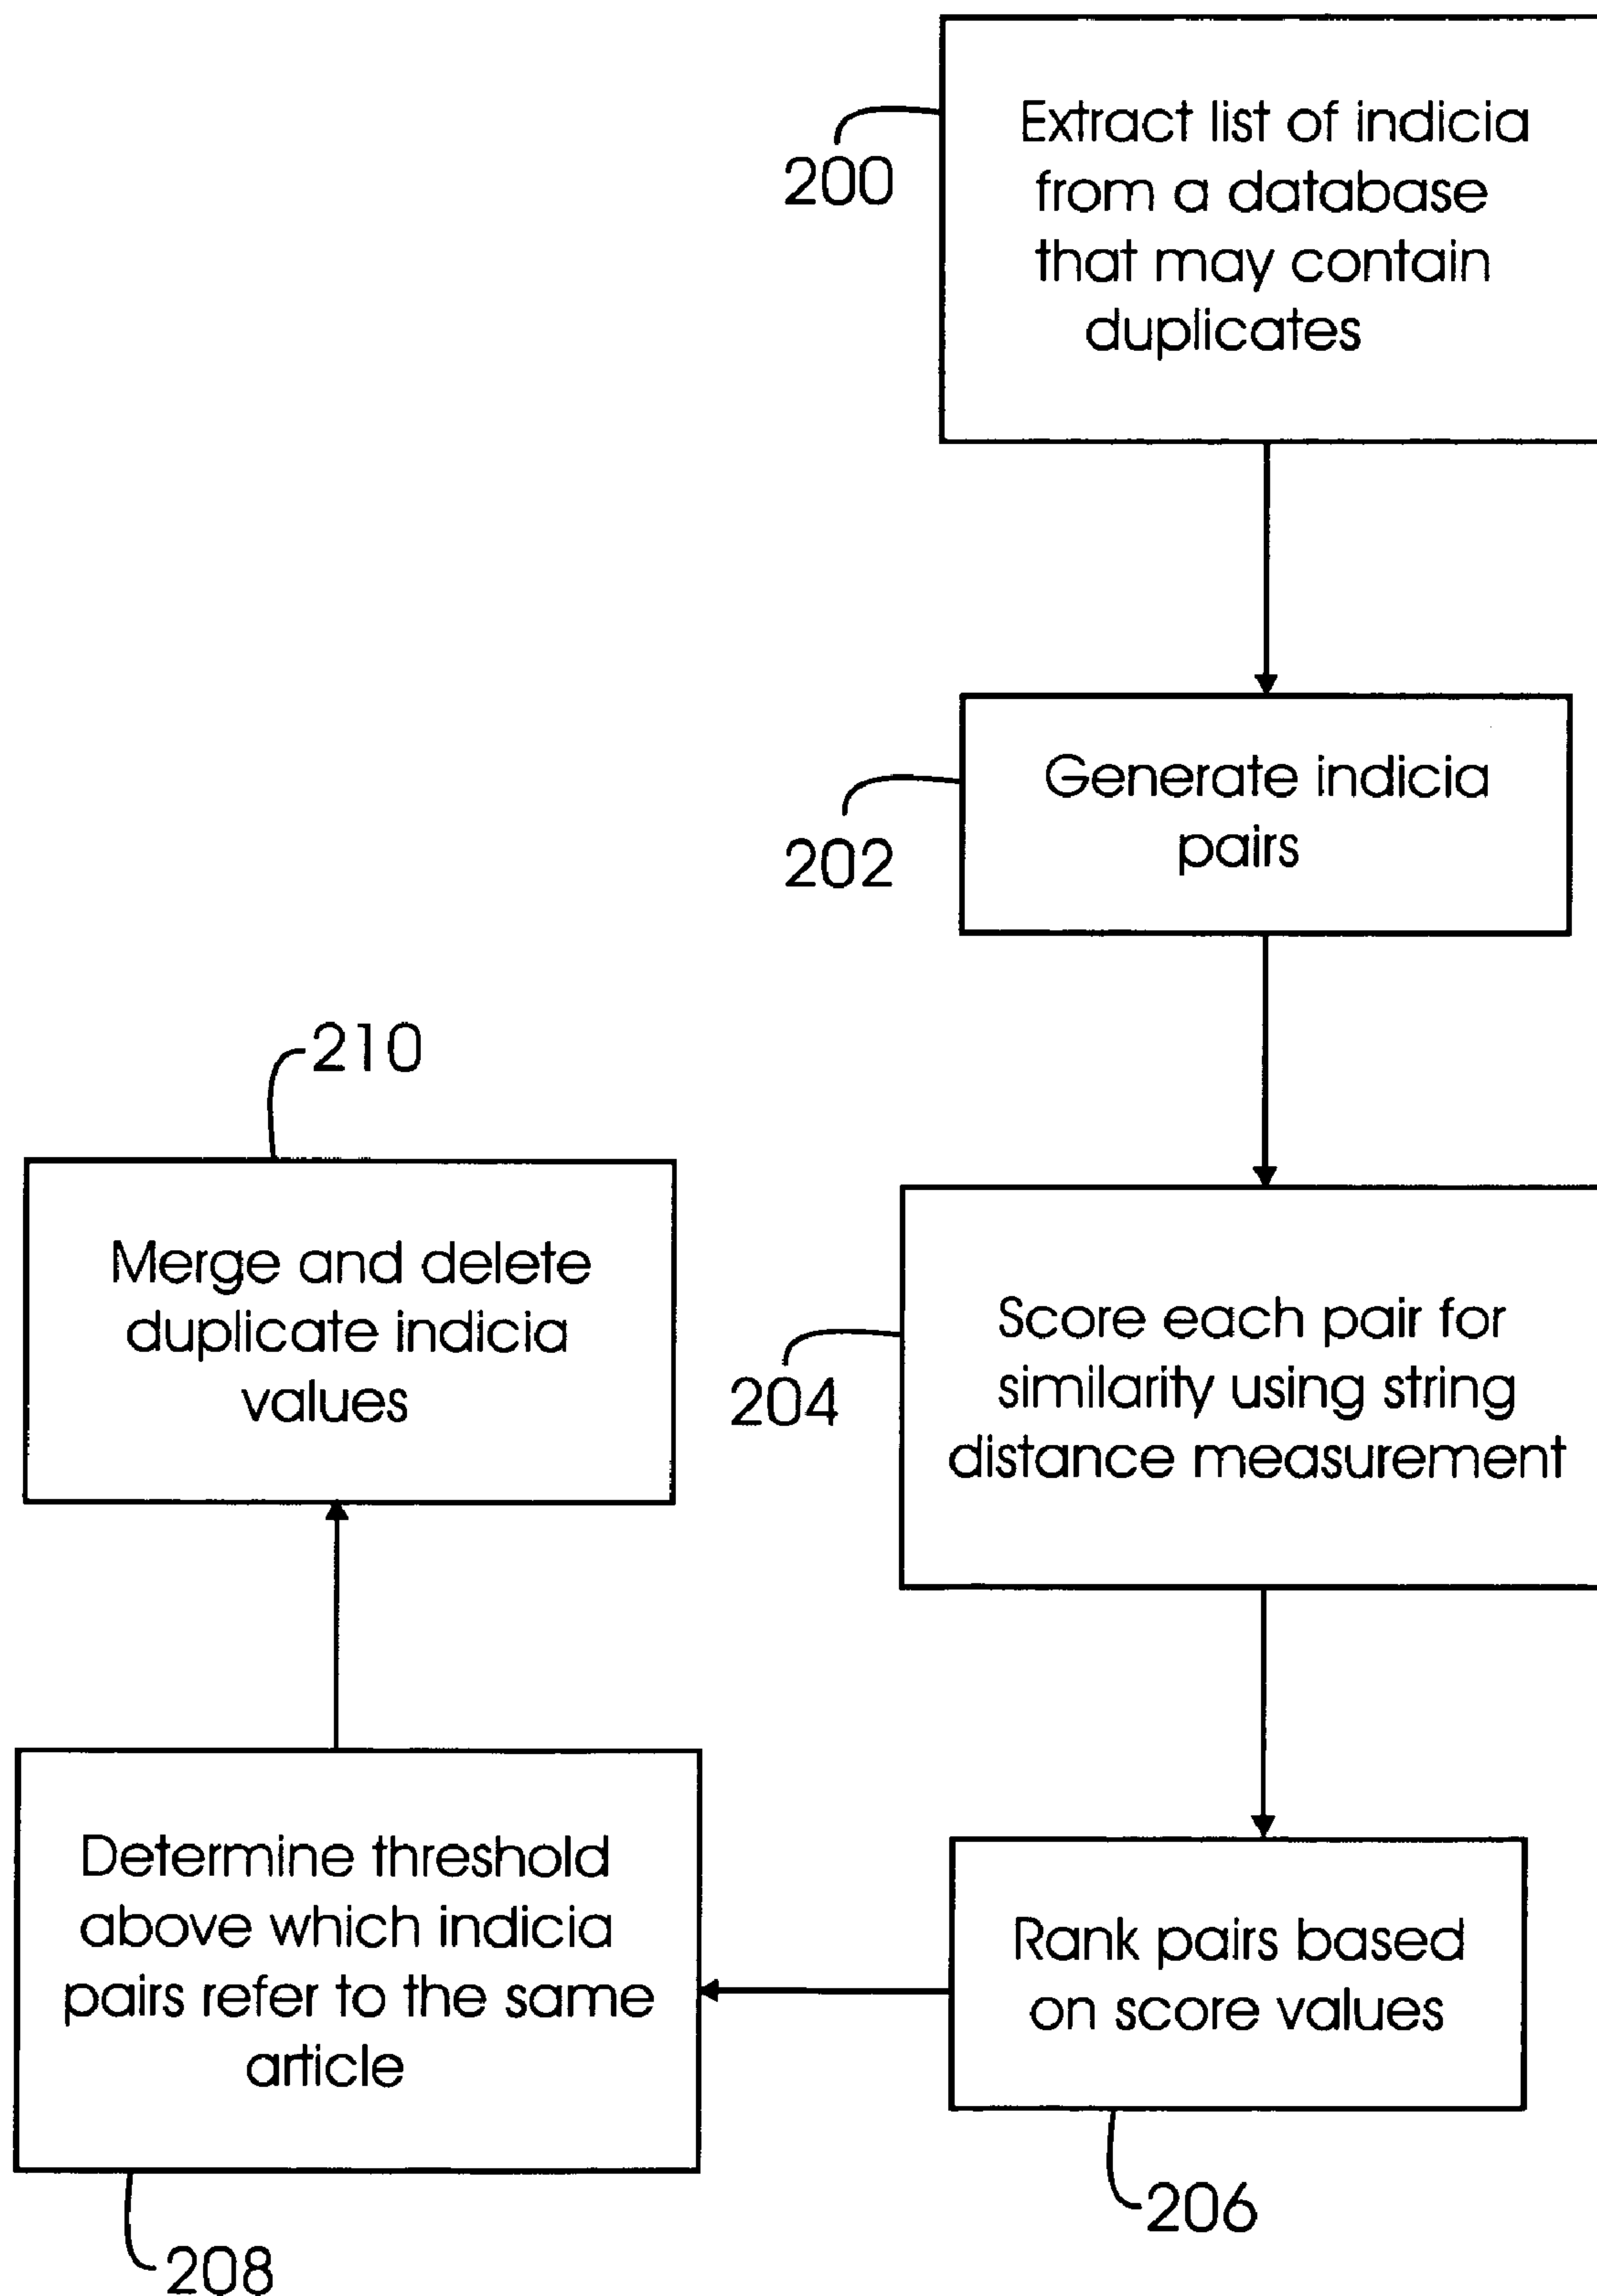 Extract list of indicia
from a database
that may contain
duplicates
200
Generate indicia
pairs
202
Score each pair for
similarity using string
distance measurement
204
Rank pairs based
on score values
206
Determine threshold
above which indicia
pairs refer to the same
article
208
Merge and delete
duplicate indicia
values
210